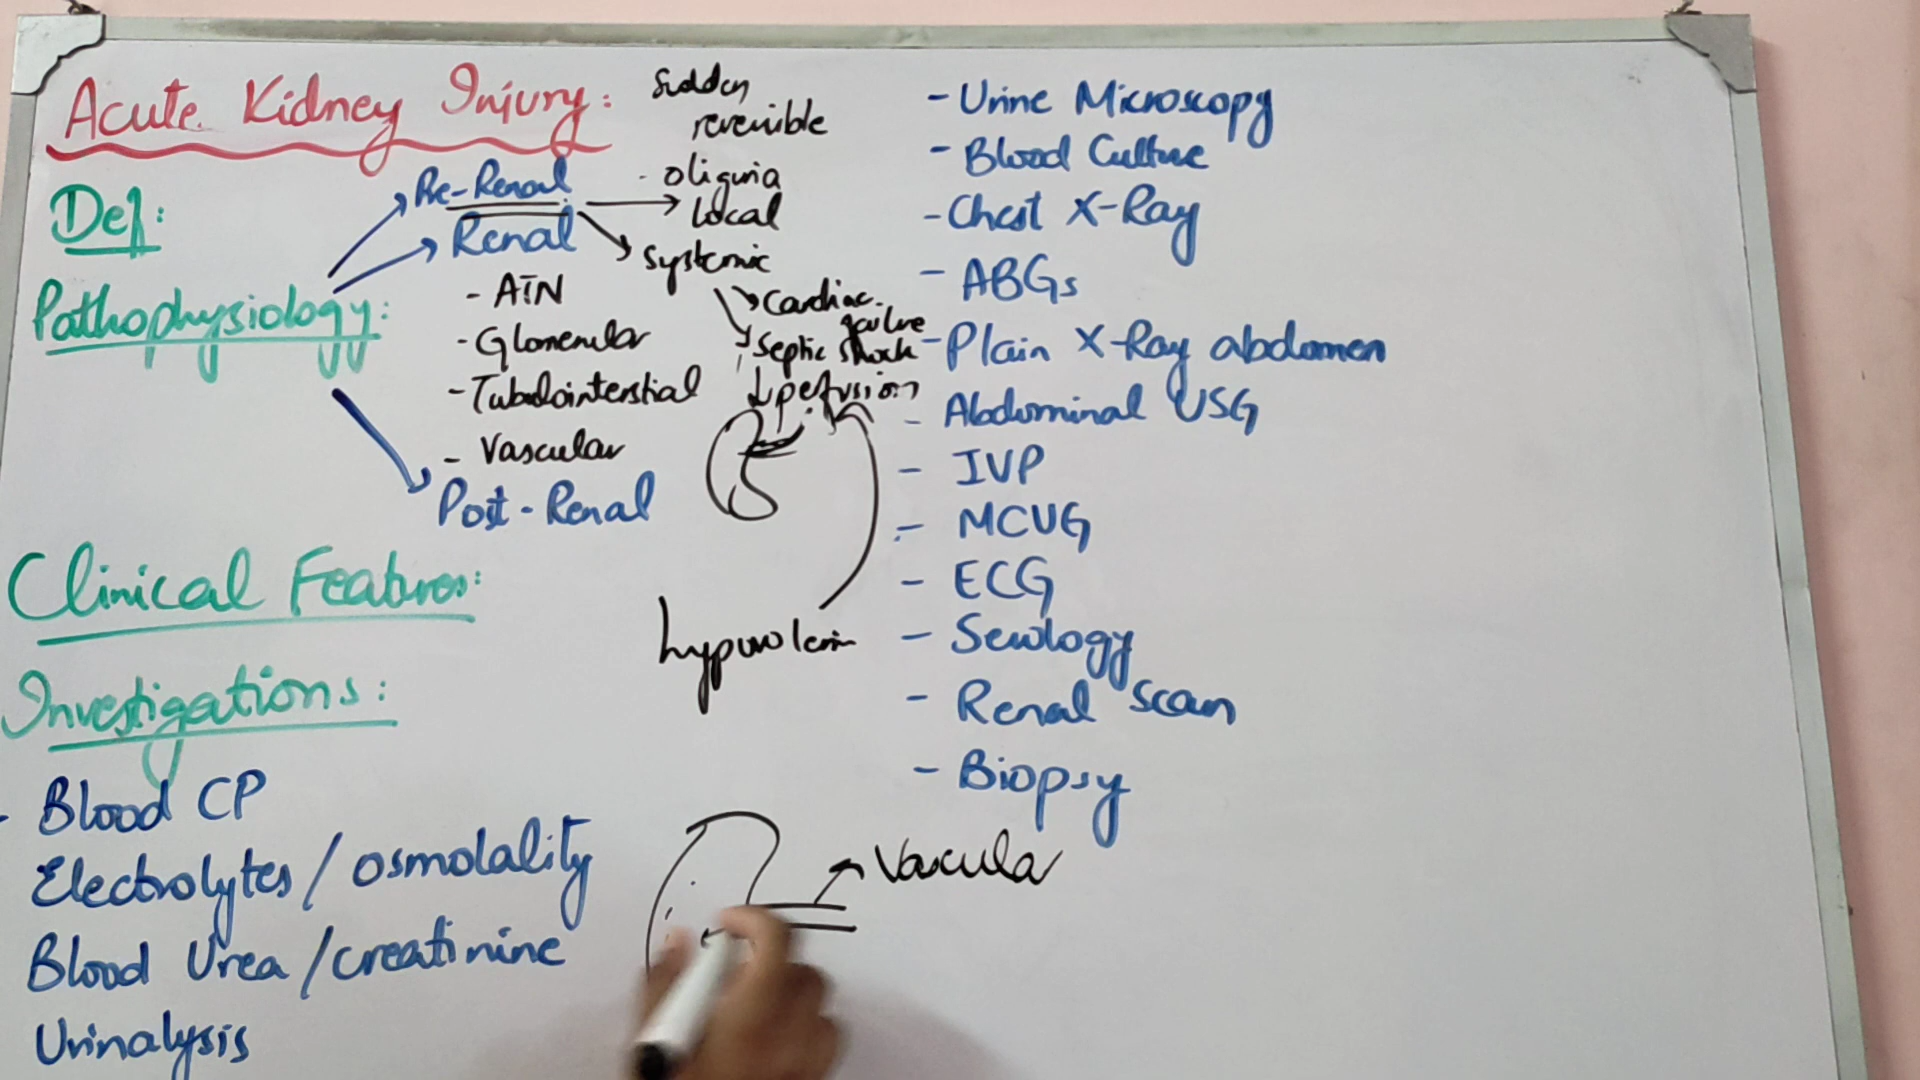 Acute Kidney Injury:
Sudden
reversible
- oliguria
Def:
Pathophysiology:
Pre-Renal
Local
Systemic
Cardiac
failure
Septic shock
↓perfusion
hypovolemia
Renal
- ATN
- Glomerular
- Tubulointerstial
- Vascular
Post-Renal
Clinical Features:
Investigations:
- Blood CP
Electrolytes/osmolality
Blood Urea/creatinine
Urinalysis
- Urine Microscopy
- Blood Culture
- Chest X-Ray
- ABGs
- Plain X-Ray abdomen
- Abdominal USG
- IVP
- MCUG
- ECG
- Serology
- Renal Scan
- Biopsy
Vascular